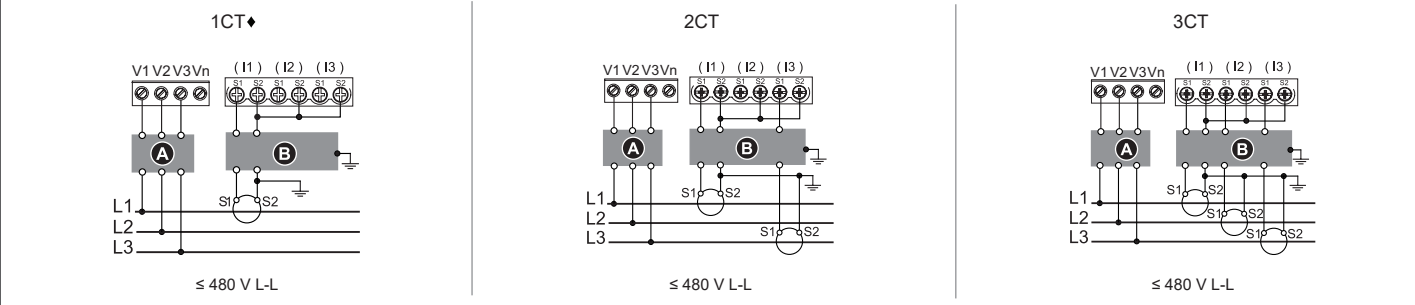 1CT♦
(I1) (I2) (I3)
V1 V2 V3 Vn
S1 S2 S1 S2 S1 S2
A
B
S1 S2
L1
L2
L3
≤ 480 V L-L
2CT
(I1) (I2) (I3)
V1 V2 V3 Vn
S1 S2 S1 S2 S1 S2
A
B
S1 S2
L1
L2
S1 S2
L3
≤ 480 V L-L
3CT
(I1) (I2) (I3)
V1 V2 V3 Vn
S1 S2 S1 S2 S1 S2
A
B
S1 S2
L1
S1 S2
L2
S1 S2
L3
≤ 480 V L-L